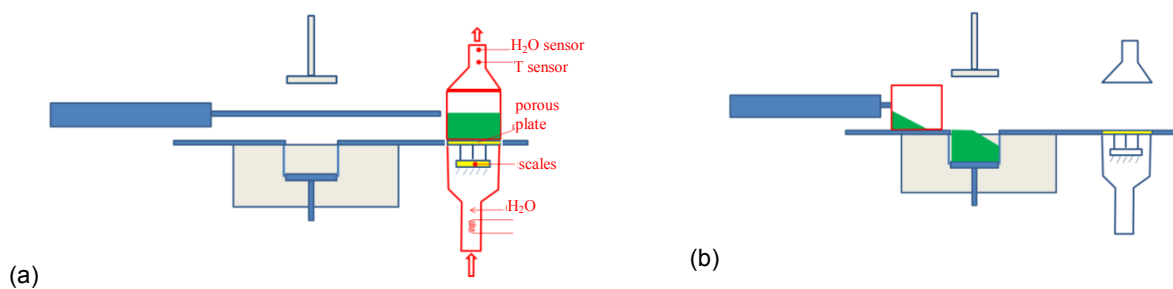 H₂O sensor
T sensor
porous
plate
scales
H₂O
(a)
(b)